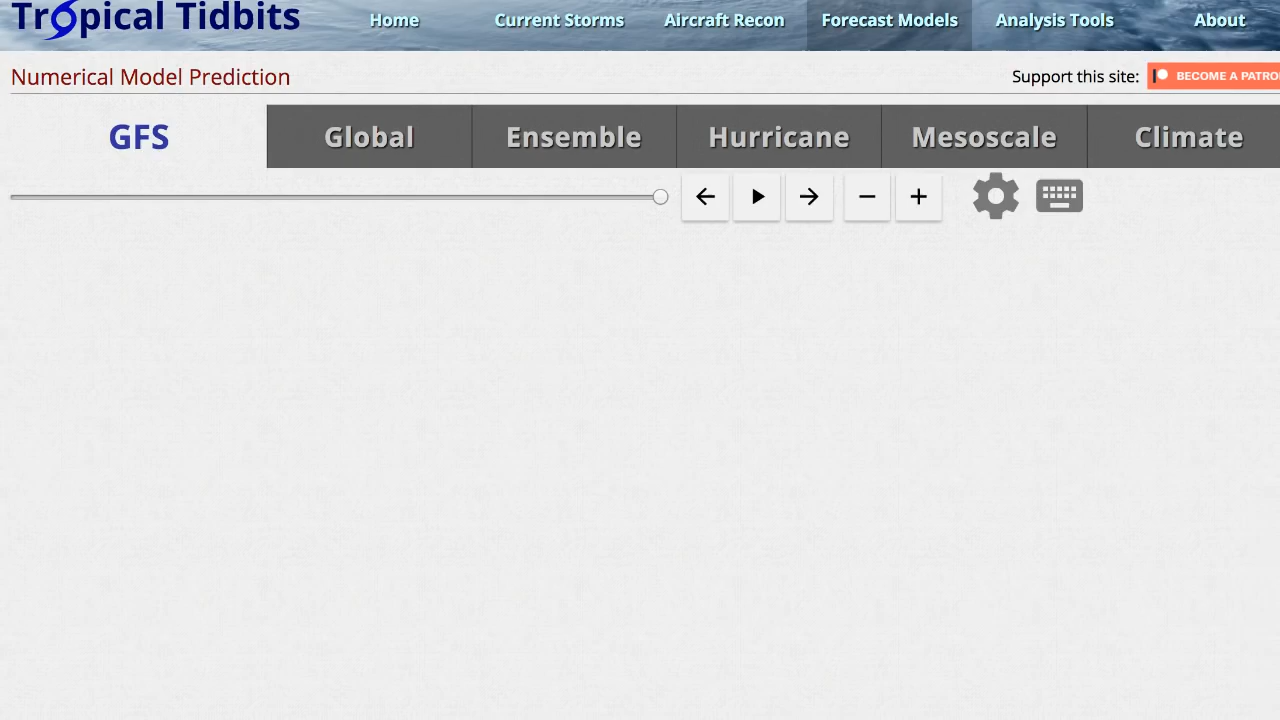 Tropical Tidbits
Home Current Storms Aircraft Recon Forecast Models Analysis Tools About
Numerical Model Prediction
Support this site: BECOME A PATRO
GFS Global Ensemble Hurricane Mesoscale Climate